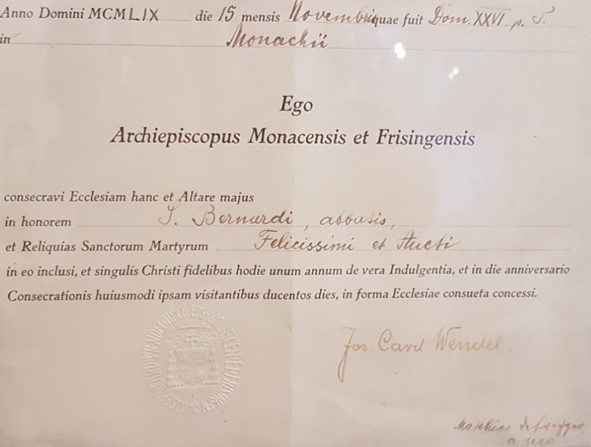 Anno Domini MCMLIX die 15 mensis Novembris quae fuit Dom. XXVI p. S.
in Monachii
Ego
Archiepiscopus Monacensis et Frisingensis
consecravi Ecclesiam hanc et Altare majus
in honorem S. Bernardi, abbatis,
et Reliquias Sanctorum Martyrum Felicissimi et Aucti
in eo inclusi, et singulis Christi fidelibus hodie unum annum de vera Indulgentia, et in die anniversario
Consecrationis huiusmodi ipsam visitantibus ducentos dies, in forma Ecclesiae consueta concessi.
Jos. Card Wendel
Matthias